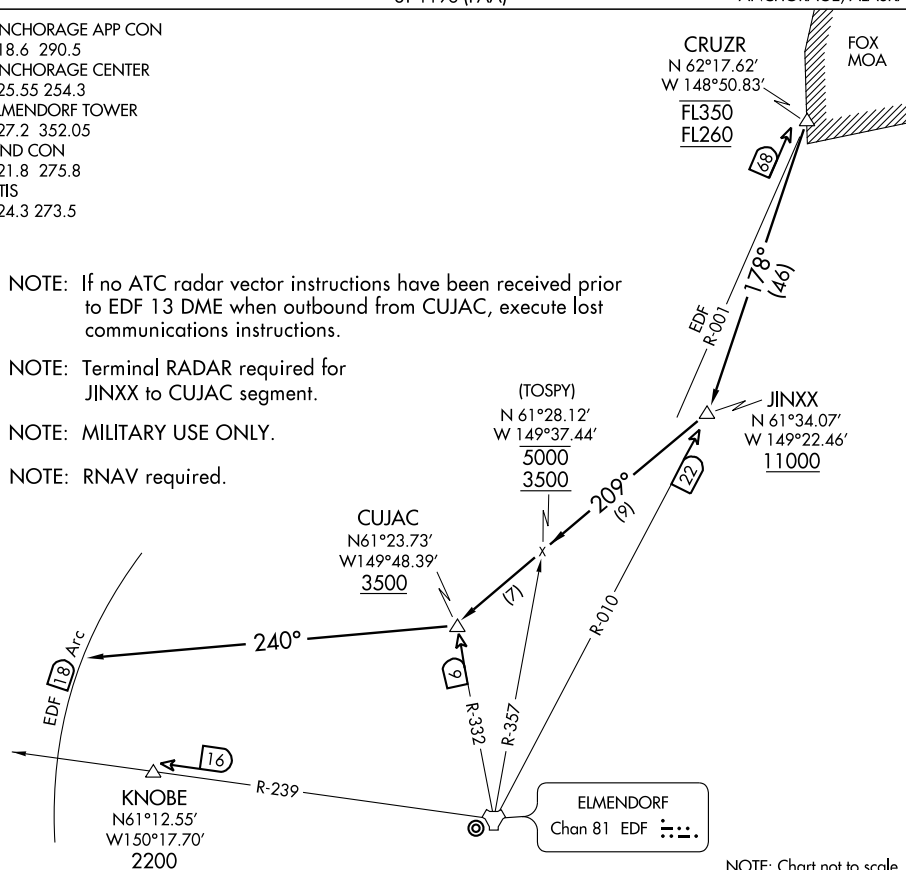 NCHORAGE APP CON
18.6 290.5
NCHORAGE CENTER
25.55 254.3
LMENDORF TOWER
27.2 352.05
ND CON
21.8 275.8
TIS
24.3 273.5
CRUZR
N 62°17.62'
W 148°50.83'
FL350
FL260
FOX
MOA
68
178°
(46)
EDF
R-001
NOTE: If no ATC radar vector instructions have been received prior
to EDF 13 DME when outbound from CUJAC, execute lost
communications instructions.
NOTE: Terminal RADAR required for
JINXX to CUJAC segment.
NOTE: MILITARY USE ONLY.
NOTE: RNAV required.
(TOSPY)
N 61°28.12'
W 149°37.44'
5000
3500
JINXX
N 61°34.07'
W 149°22.46'
11000
22
209°
(9)
X
(7)
CUJAC
N61°23.73'
W149°48.39'
3500
240°
EDF 18 Arc
9
R-332
R-357
R-010
16
R-239
KNOBE
N61°12.55'
W150°17.70'
2200
ELMENDORF
Chan 81 EDF
NOTE: Chart not to scale